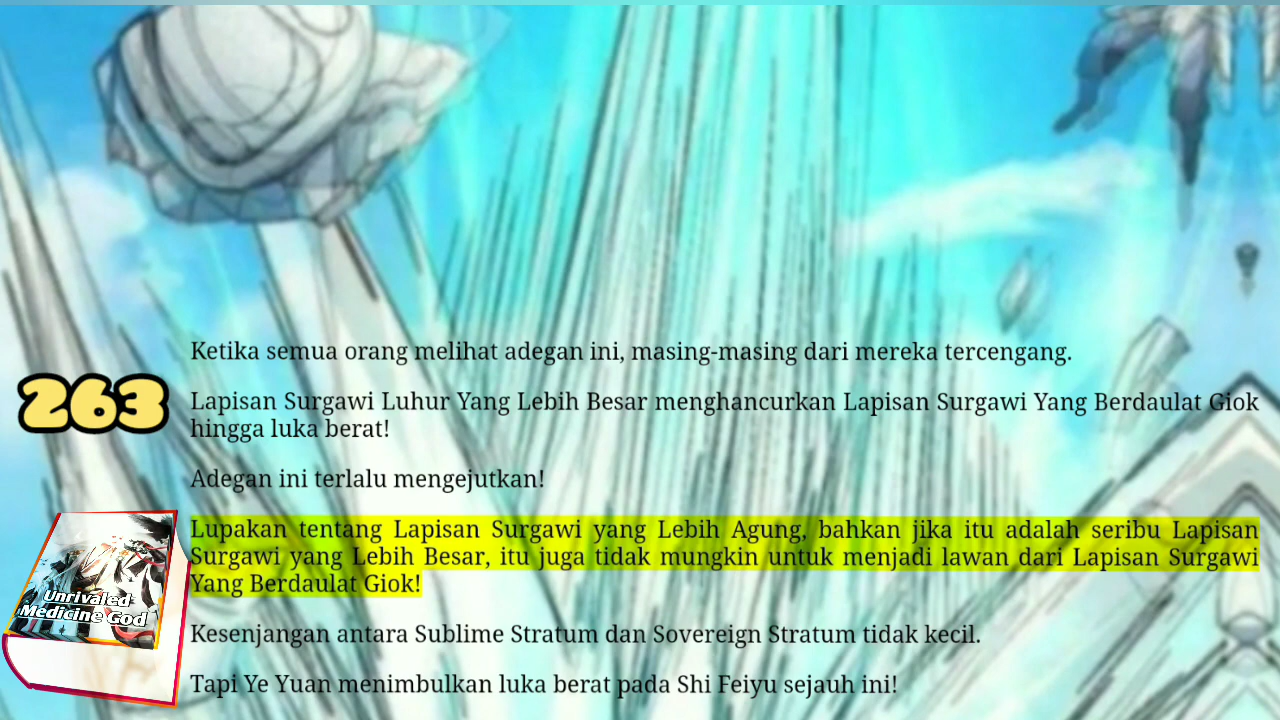 Ketika semua orang melihat adegan ini, masing-masing dari mereka tercengang.
263
Lapisan Surgawi Luhur Yang Lebih Besar menghancurkan Lapisan Surgawi Yang Berdaulat Giok
hingga luka berat!
Adegan ini terlalu mengejutkan!
Lupakan tentang Lapisan Surgawi yang Lebih Agung, bahkan jika itu adalah seribu Lapisan
Surgawi yang Lebih Besar, itu juga tidak mungkin untuk menjadi lawan dari Lapisan Surgawi
Yang Berdaulat Giok!
Unrivaled
Medicine God
Kesenjangan antara Sublime Stratum dan Sovereign Stratum tidak kecil.
Tapi Ye Yuan menimbulkan luka berat pada Shi Feiyu sejauh ini!